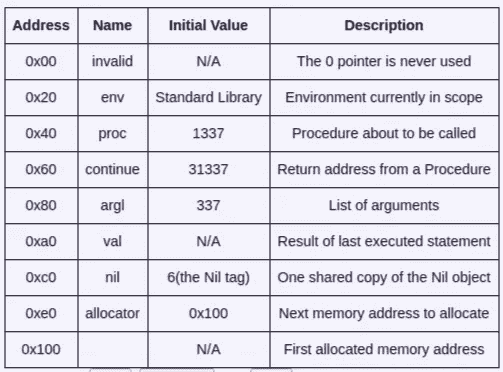 Address Name Initial Value Description
0x00 invalid N/A The 0 pointer is never used
0x20 env Standard Library Environment currently in scope
0x40 proc 1337 Procedure about to be called
0x60 continue 31337 Return address from a Procedure
0x80 argl 337 List of arguments
0xa0 val N/A Result of last executed statement
0xc0 nil 6(the Nil tag) One shared copy of the Nil object
0xe0 allocator 0x100 Next memory address to allocate
0x100 N/A First allocated memory address